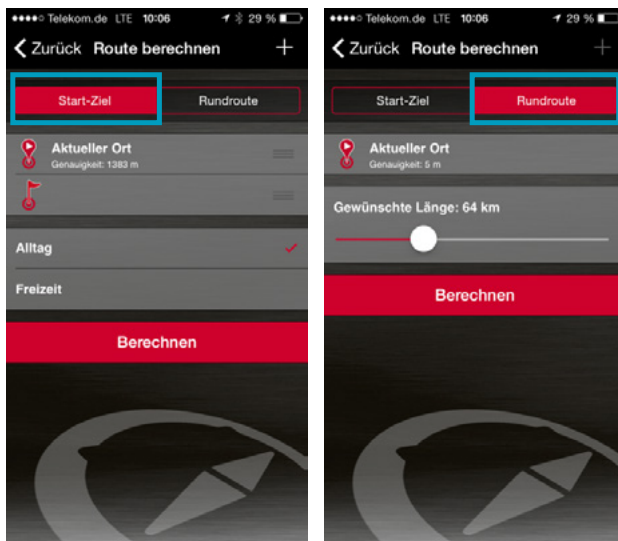 Telekom.de LTE 10:06 29 %
Zurück Route berechnen +
Start-Ziel Rundroute
Aktueller Ort
Genauigkeit: 1383 m
Alltag
Freizeit
Berechnen
Telekom.de LTE 10:06 29 %
Zurück Route berechnen +
Start-Ziel Rundroute
Aktueller Ort
Genauigkeit: 5 m
Gewünschte Länge: 64 km
Berechnen